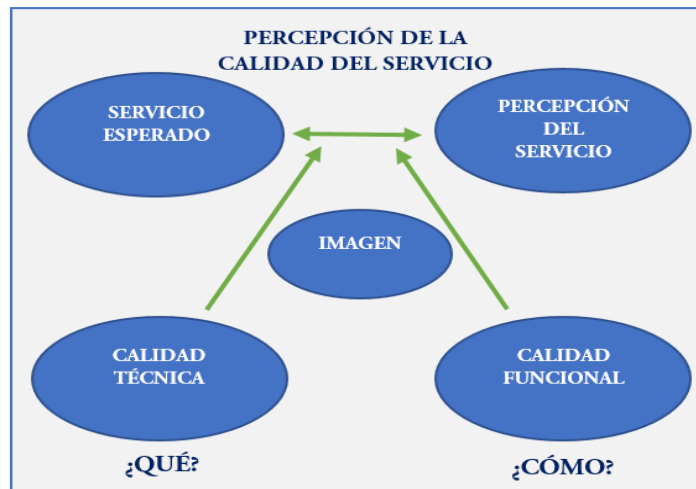 PERCEPCIÓN DE LA
CALIDAD DEL SERVICIO
SERVICIO
ESPERADO
PERCEPCIÓN
DEL
SERVICIO
IMAGEN
CALIDAD
TÉCNICA
CALIDAD
FUNCIONAL
¿QUÉ?
¿CÓMO?